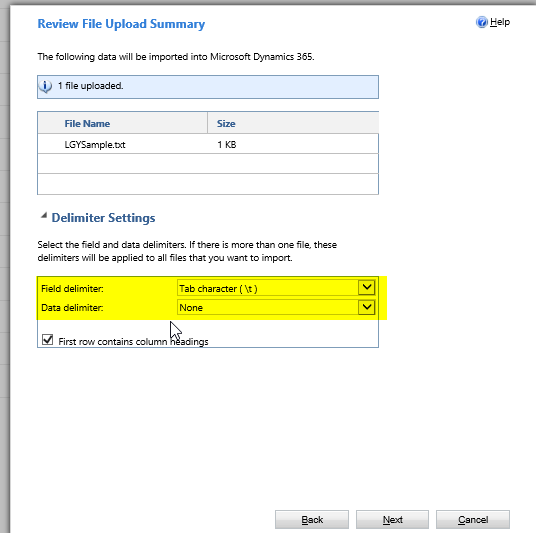 Review File Upload Summary
Help
The following data will be imported into Microsoft Dynamics 365.
1 file uploaded.
File Name Size
LGYSample.txt 1 KB
Delimiter Settings
Select the field and data delimiters. If there is more than one file, these
delimiters will be applied to all files that you want to import.
Field delimiter: Tab character ( \t )
Data delimiter: None
First row contains column headings
Back Next Cancel